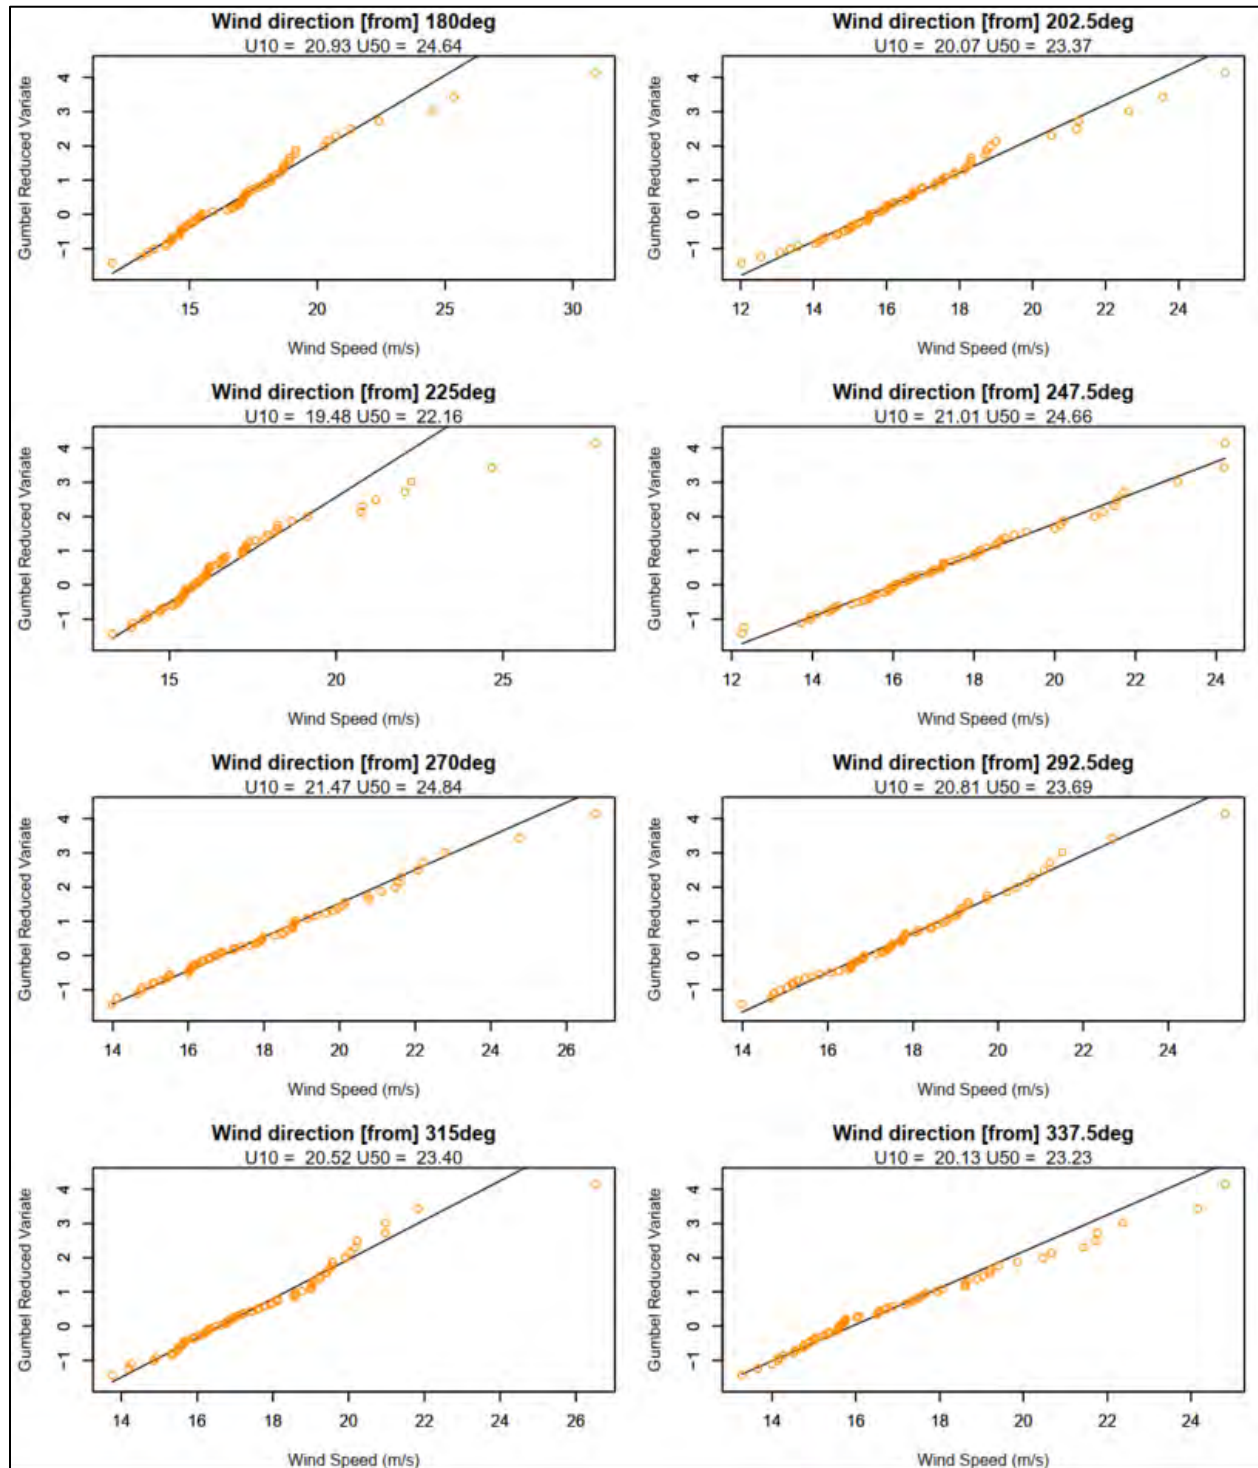 Wind direction [from] 180deg
U10 = 20.93 U50 = 24.64
Gumbel Reduced Variate
-1 0 1 2 3 4
15 20 25 30
Wind Speed (m/s)
Wind direction [from] 202.5deg
U10 = 20.07 U50 = 23.37
Gumbel Reduced Variate
-1 0 1 2 3 4
12 14 16 18 20 22 24
Wind Speed (m/s)
Wind direction [from] 225deg
U10 = 19.48 U50 = 22.16
Gumbel Reduced Variate
-1 0 1 2 3 4
15 20 25
Wind Speed (m/s)
Wind direction [from] 247.5deg
U10 = 21.01 U50 = 24.66
Gumbel Reduced Variate
-1 0 1 2 3 4
12 14 16 18 20 22 24
Wind Speed (m/s)
Wind direction [from] 270deg
U10 = 21.47 U50 = 24.84
Gumbel Reduced Variate
-1 0 1 2 3 4
14 16 18 20 22 24 26
Wind Speed (m/s)
Wind direction [from] 292.5deg
U10 = 20.81 U50 = 23.69
Gumbel Reduced Variate
-1 0 1 2 3 4
14 16 18 20 22 24
Wind Speed (m/s)
Wind direction [from] 315deg
U10 = 20.52 U50 = 23.40
Gumbel Reduced Variate
-1 0 1 2 3 4
14 16 18 20 22 24 26
Wind Speed (m/s)
Wind direction [from] 337.5deg
U10 = 20.13 U50 = 23.23
Gumbel Reduced Variate
-1 0 1 2 3 4
14 16 18 20 22 24
Wind Speed (m/s)